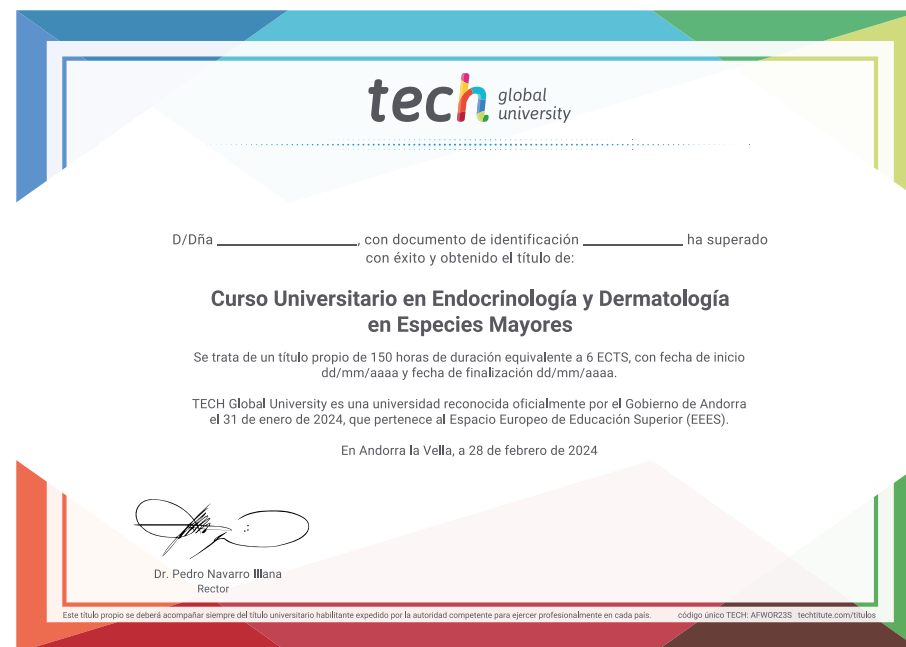 tech global university
D/Dña ____________________, con documento de identificación ______________ ha superado
con éxito y obtenido el título de:
Curso Universitario en Endocrinología y Dermatología
en Especies Mayores
Se trata de un título propio de 150 horas de duración equivalente a 6 ECTS, con fecha de inicio
dd/mm/aaaa y fecha de finalización dd/mm/aaaa.
TECH Global University es una universidad reconocida oficialmente por el Gobierno de Andorra
el 31 de enero de 2024, que pertenece al Espacio Europeo de Educación Superior (EEES).
En Andorra la Vella, a 28 de febrero de 2024
Dr. Pedro Navarro Illana
Rector
Este título propio se deberá acompañar siempre del título universitario habilitante expedido por la autoridad competente para ejercer profesionalmente en cada país. código único TECH: AFWOR23S techtitute.com/titulos